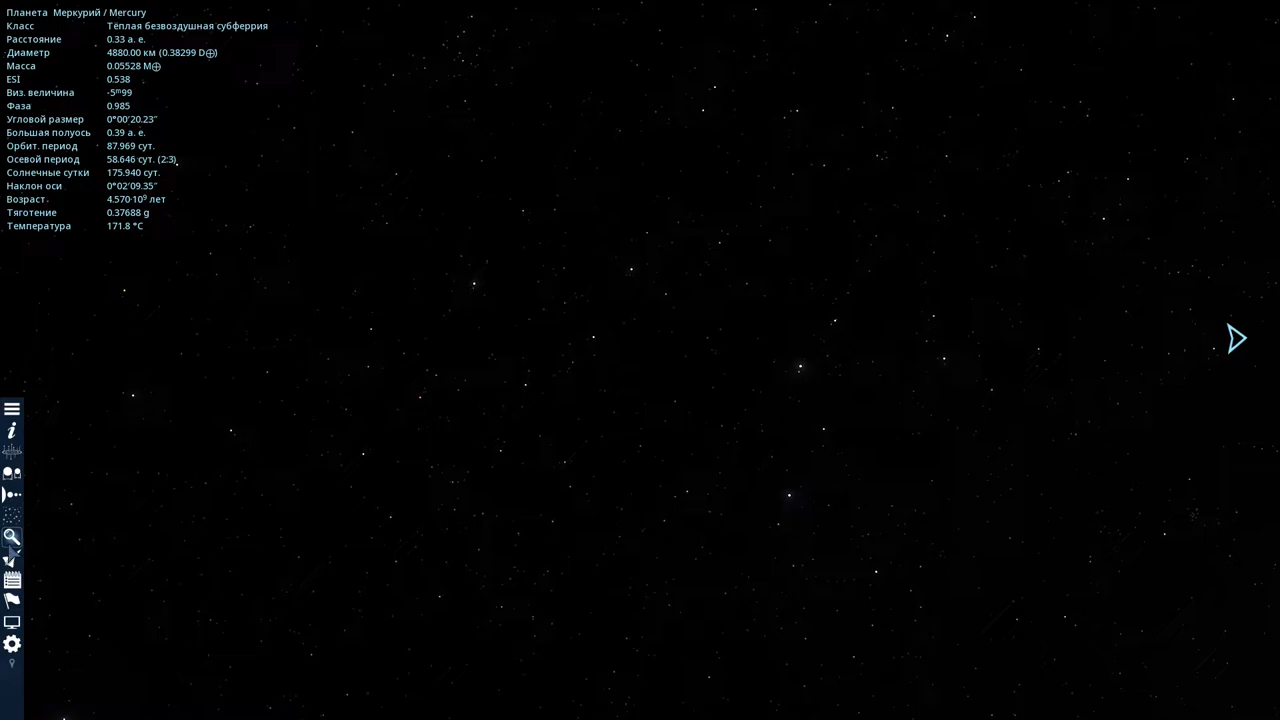 Планета Меркурий / Mercury
Класс Тёплая безвоздушная субферрия
Расстояние 0.33 а. е.
Диаметр 4880.00 км (0.38299 D⊕)
Масса 0.05528 M⊕
ESI 0.538
Виз. величина -5ᵐ99
Фаза 0.985
Угловой размер 0°00′20.23″
Большая полуось 0.39 а. е.
Орбит. период 87.969 сут.
Осевой период 58.646 сут. (2:3)
Солнечные сутки 175.940 сут.
Наклон оси 0°02′09.35″
Возраст 4.570·10⁹ лет
Тяготение 0.37688 g
Температура 171.8 °C